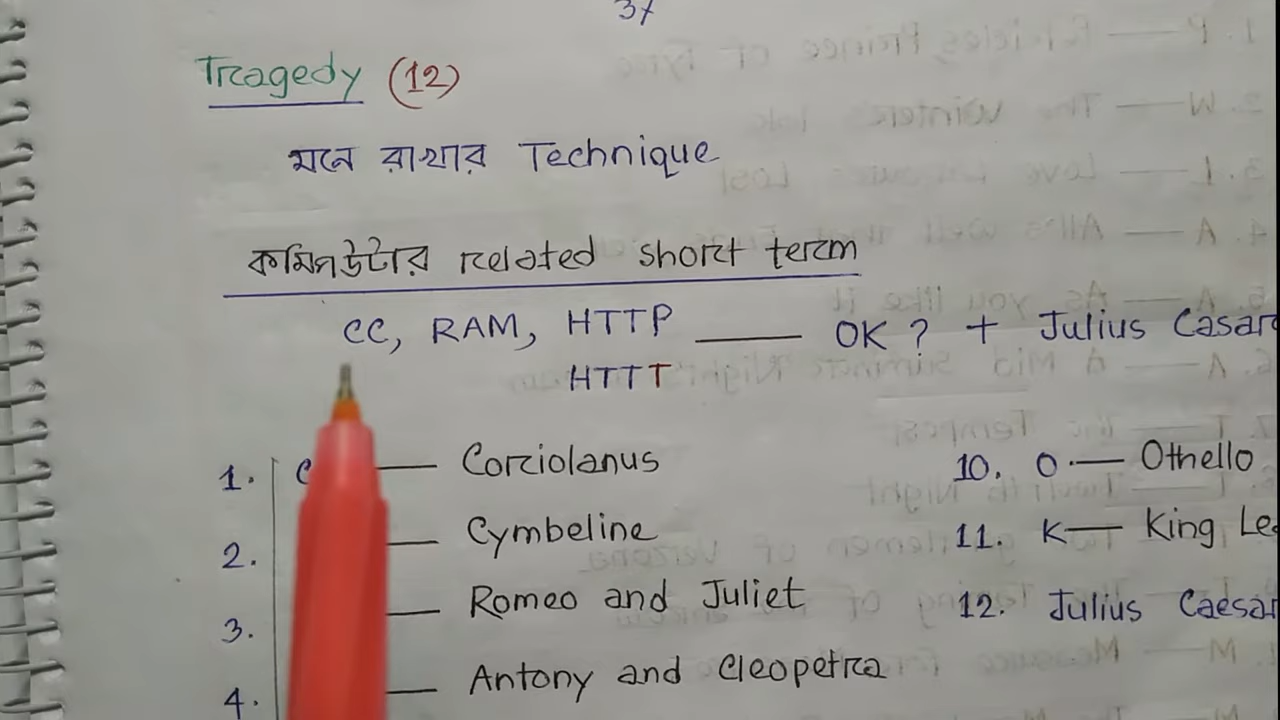 37
Tragedy (12)
মনে রাখার Technique
কম্পিউটার related short term
CC, RAM, HTTP ____ OK ? + Julius Casar
HTTT
1. C — Coriolanus
2. — Cymbeline
3. — Romeo and Juliet
4. — Antony and Cleopetra
10. O — Othello
11. K — King Le
12. Julius Caesar